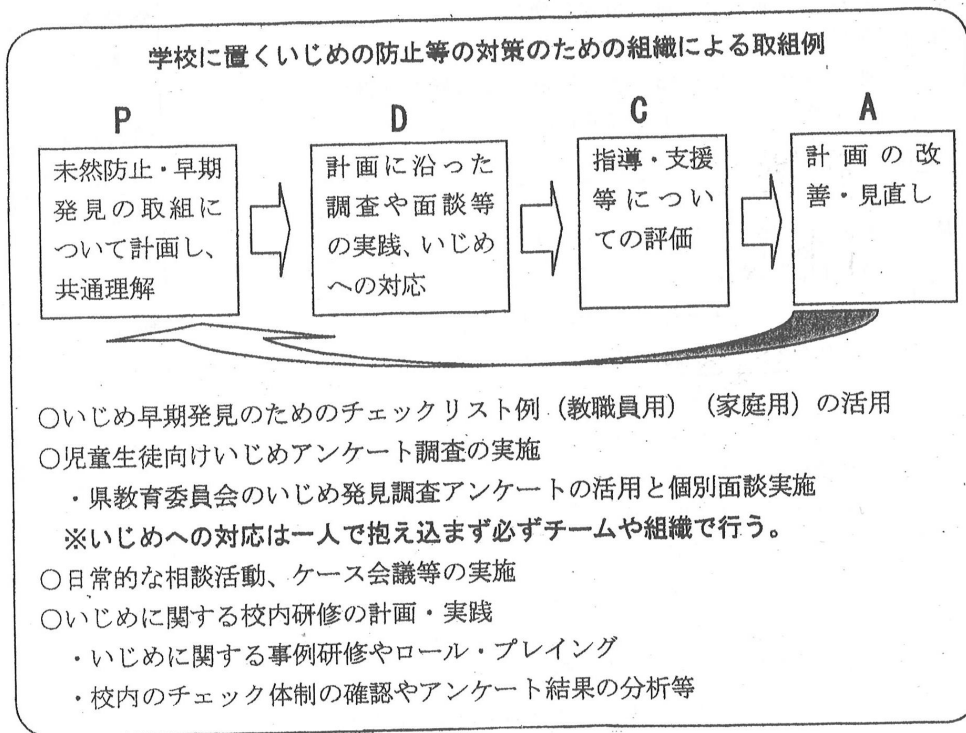 学校に置くいじめの防止等の対策のための組織による取組例
P
未然防止・早期
発見の取組に
ついて計画し、
共通理解
D
計画に沿った
調査や面談等
の実践、いじめ
への対応
C
指導・支援
等につい
ての評価
A
計画の改
善・見直し
○いじめ早期発見のためのチェックリスト例（教職員用）（家庭用）の活用
○児童生徒向けいじめアンケート調査の実施
・県教育委員会のいじめ発見調査アンケートの活用と個別面談実施
※いじめへの対応は一人で抱え込まず必ずチームや組織で行う。
○日常的な相談活動、ケース会議等の実施
○いじめに関する校内研修の計画・実践
・いじめに関する事例研修やロール・プレイング
・校内のチェック体制の確認やアンケート結果の分析等